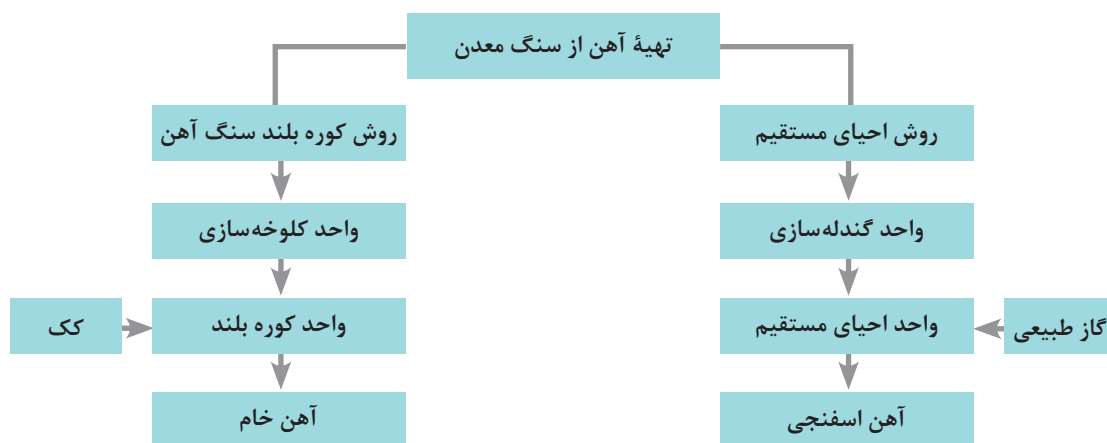 تهیهٔ آهن از سنگ معدن
روش احیای مستقیم
روش کوره بلند سنگ آهن
واحد گندله‌سازی
واحد کلوخه‌سازی
گاز طبیعی
واحد احیای مستقیم
واحد کوره بلند
کک
آهن اسفنجی
آهن خام